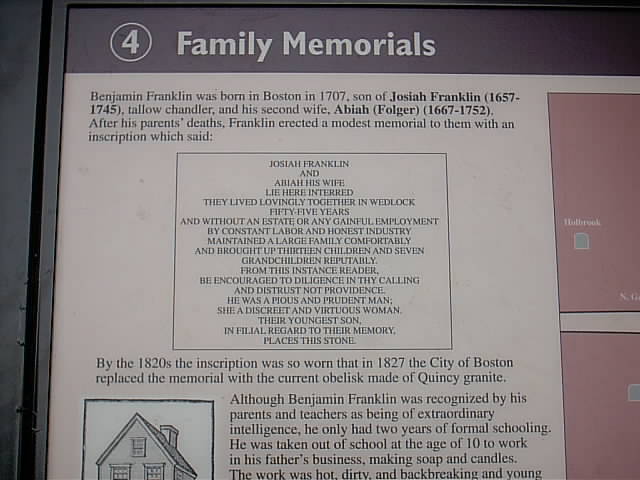 4 Family Memorials
Benjamin Franklin was born in Boston in 1707, son of Josiah Franklin (1657-
1745), tallow chandler, and his second wife, Abiah (Folger) (1667-1752).
After his parents' deaths, Franklin erected a modest memorial to them with an
inscription which said:
JOSIAH FRANKLIN
AND
ABIAH HIS WIFE
LIE HERE INTERRED
THEY LIVED LOVINGLY TOGETHER IN WEDLOCK
FIFTY-FIVE YEARS
AND WITHOUT AN ESTATE OR ANY GAINFUL EMPLOYMENT
BY CONSTANT LABOR AND HONEST INDUSTRY
MAINTAINED A LARGE FAMILY COMFORTABLY
AND BROUGHT UP THIRTEEN CHILDREN AND SEVEN
GRANDCHILDREN REPUTABLY.
FROM THIS INSTANCE READER,
BE ENCOURAGED TO DILIGENCE IN THY CALLING
AND DISTRUST NOT PROVIDENCE.
HE WAS A PIOUS AND PRUDENT MAN;
SHE A DISCREET AND VIRTUOUS WOMAN.
THEIR YOUNGEST SON,
IN FILIAL REGARD TO THEIR MEMORY,
PLACES THIS STONE.
By the 1820s the inscription was so worn that in 1827 the City of Boston
replaced the memorial with the current obelisk made of Quincy granite.
Although Benjamin Franklin was recognized by his
parents and teachers as being of extraordinary
intelligence, he only had two years of formal schooling.
He was taken out of school at the age of 10 to work
in his father's business, making soap and candles.
The work was hot, dirty, and backbreaking and young
Holbrook
N.